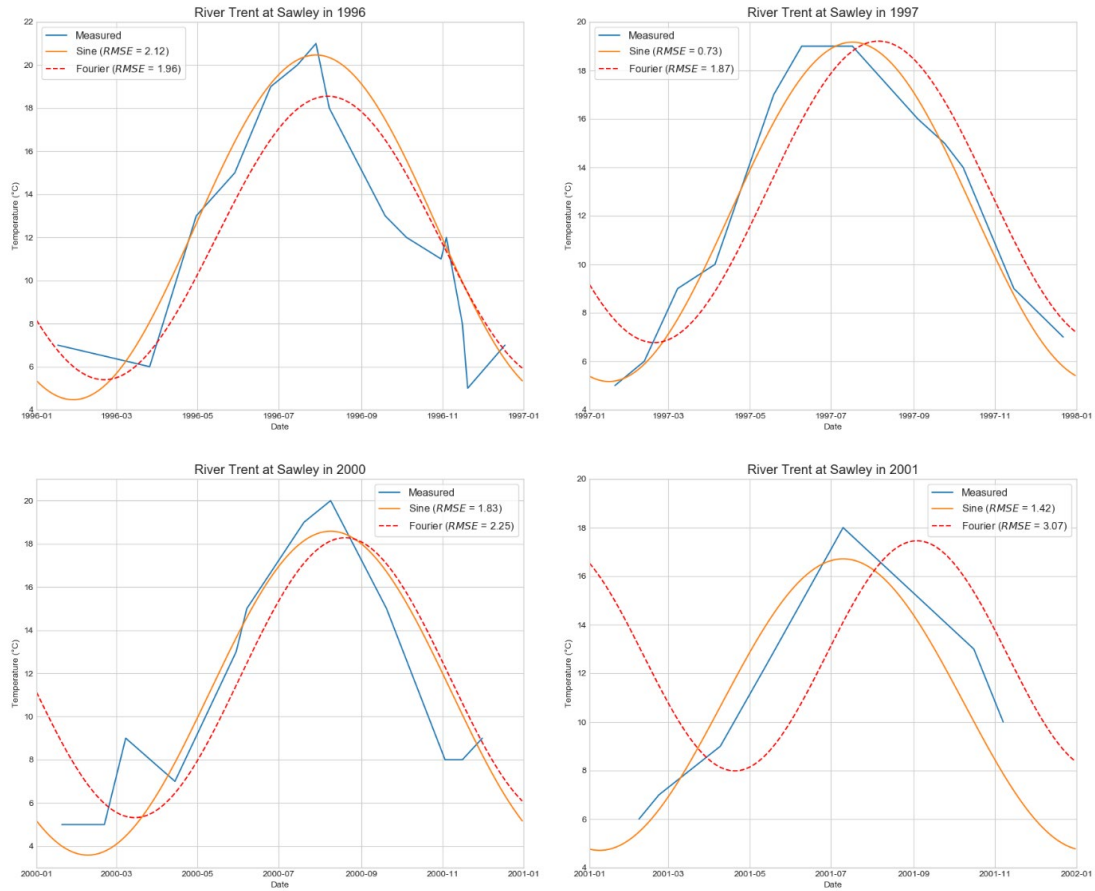 River Trent at Sawley in 1996
22
20
18
16
14
12
10
8
6
4
Temperature (°C)
Measured
Sine (RMSE = 2.12)
Fourier (RMSE = 1.96)
1996-01 1996-03 1996-05 1996-07 1996-09 1996-11 1997-01
Date
River Trent at Sawley in 1997
20
18
16
14
12
10
8
6
4
Temperature (°C)
Measured
Sine (RMSE = 0.73)
Fourier (RMSE = 1.87)
1997-01 1997-03 1997-05 1997-07 1997-09 1997-11 1998-01
Date
River Trent at Sawley in 2000
20
18
16
14
12
10
8
6
4
Temperature (°C)
Measured
Sine (RMSE = 1.83)
Fourier (RMSE = 2.25)
2000-01 2000-03 2000-05 2000-07 2000-09 2000-11 2001-01
Date
River Trent at Sawley in 2001
20
18
16
14
12
10
8
6
4
Temperature (°C)
Measured
Sine (RMSE = 1.42)
Fourier (RMSE = 3.07)
2001-01 2001-03 2001-05 2001-07 2001-09 2001-11 2002-01
Date